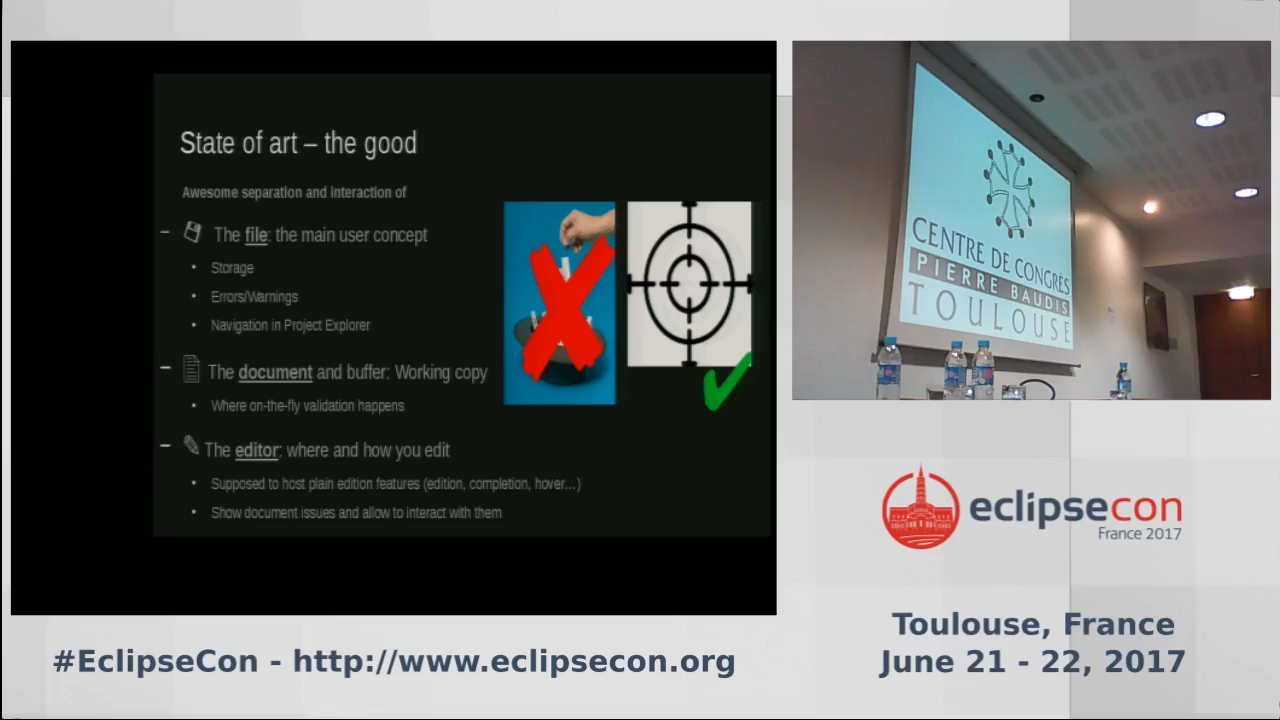 State of art – the good
Awesome separation and interaction of
– The file: the main user concept
• Storage
• Errors/Warnings
• Navigation in Project Explorer
– The document and buffer: Working copy
• Where on-the-fly validation happens
– The editor: where and how you edit
• Supposed to host plain edition features (edition, completion, hover...)
• Show document issues and allow to interact with them
CENTRE DE CONGRÈS
PIERRE BAUDIS
TOULOUSE
eclipsecon
France 2017
Toulouse, France
June 21 - 22, 2017
#EclipseCon - http://www.eclipsecon.org